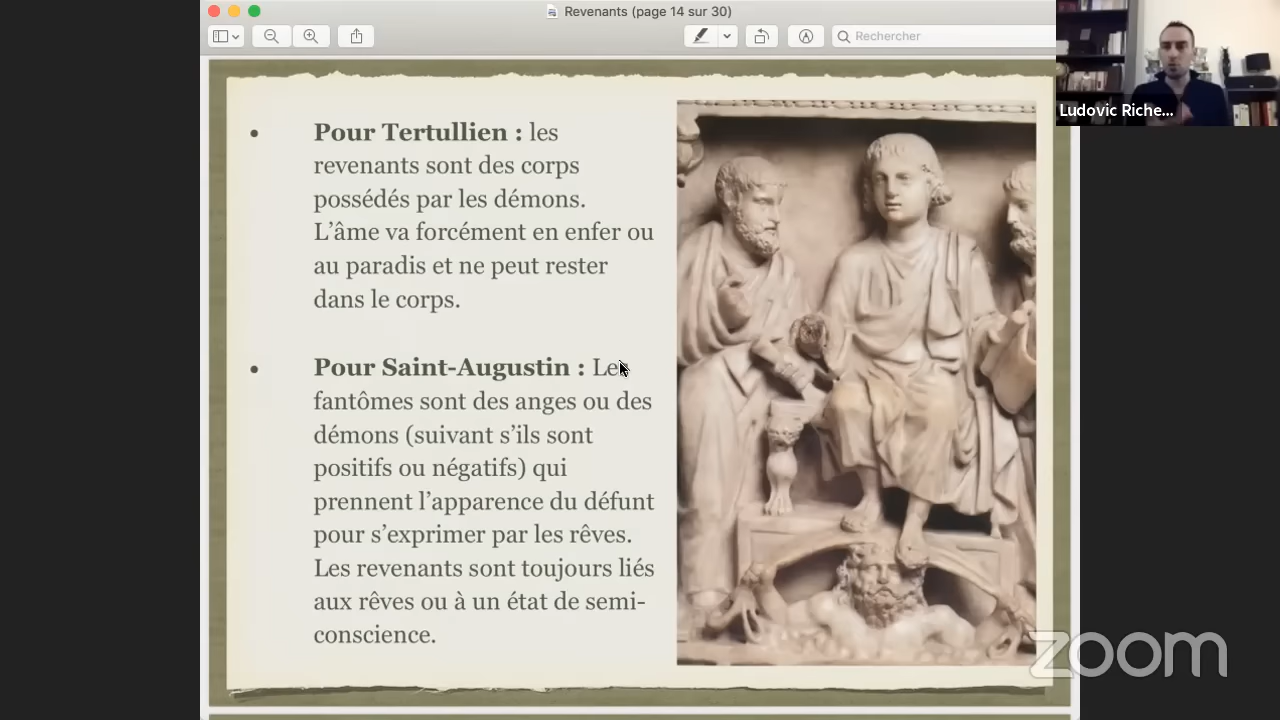 Revenants (page 14 sur 30)
Rechercher
Ludovic Riche...
Pour Tertullien : les
revenants sont des corps
possédés par les démons.
L’âme va forcément en enfer ou
au paradis et ne peut rester
dans le corps.
Pour Saint-Augustin : Les
fantômes sont des anges ou des
démons (suivant s’ils sont
positifs ou négatifs) qui
prennent l’apparence du défunt
pour s’exprimer par les rêves.
Les revenants sont toujours liés
aux rêves ou à un état de semi-
conscience.
zoom